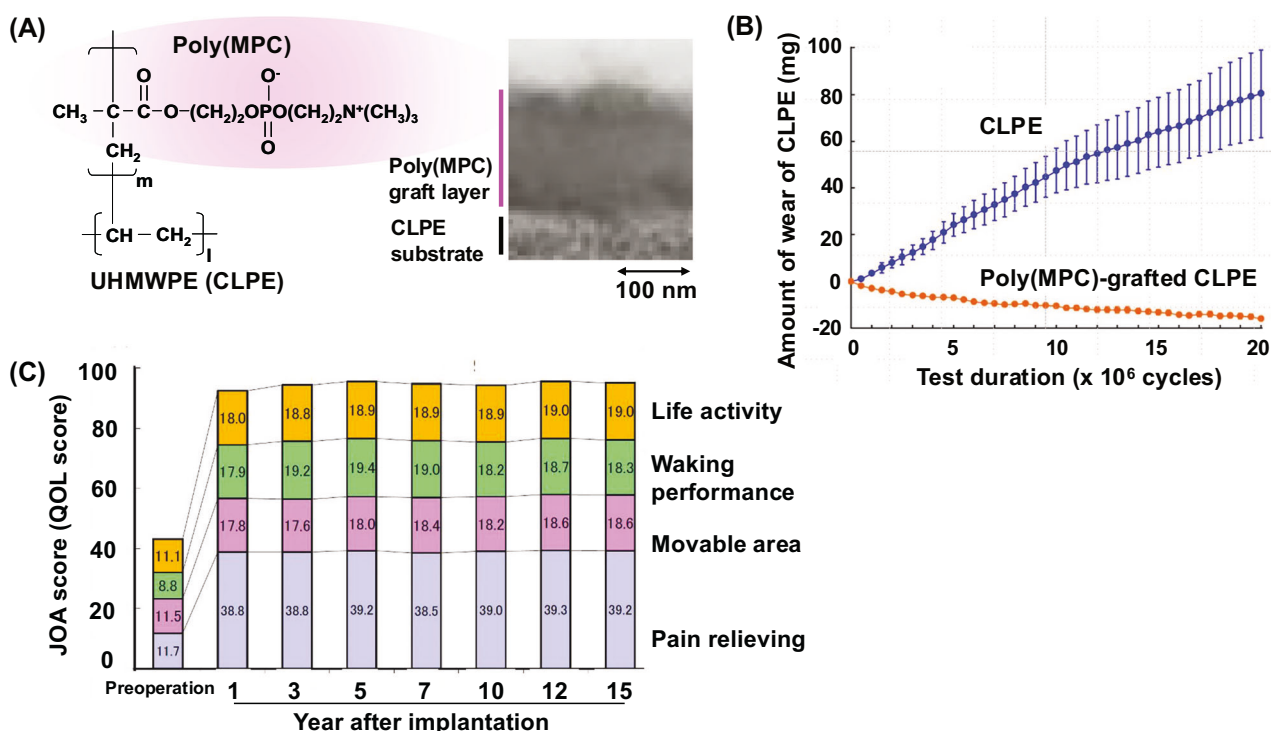 (A)
Poly(MPC)
O
O-
CH3
C
C
O
(CH2)2OPO(CH2)2N+(CH3)3
O
CH2
m
CH
CH2
l
UHMWPE (CLPE)
Poly(MPC)
graft layer
CLPE
substrate
100 nm
(B)
Amount of wear of CLPE (mg)
100
80
60
40
20
0
-20
CLPE
Poly(MPC)-grafted CLPE
0 5 10 15 20
Test duration (x 10⁶ cycles)
(C)
JOA score (QOL score)
100
80
60
40
20
0
11.1
8.8
11.5
11.7
18.0 18.8 18.9 18.9 18.9 19.0 19.0
17.9 19.2 19.4 19.0 18.2 18.7 18.3
17.8 17.6 18.0 18.4 18.2 18.6 18.6
38.8 38.8 39.2 38.5 39.0 39.3 39.2
Life activity
Waking
performance
Movable area
Pain relieving
Preoperation 1 3 5 7 10 12 15
Year after implantation